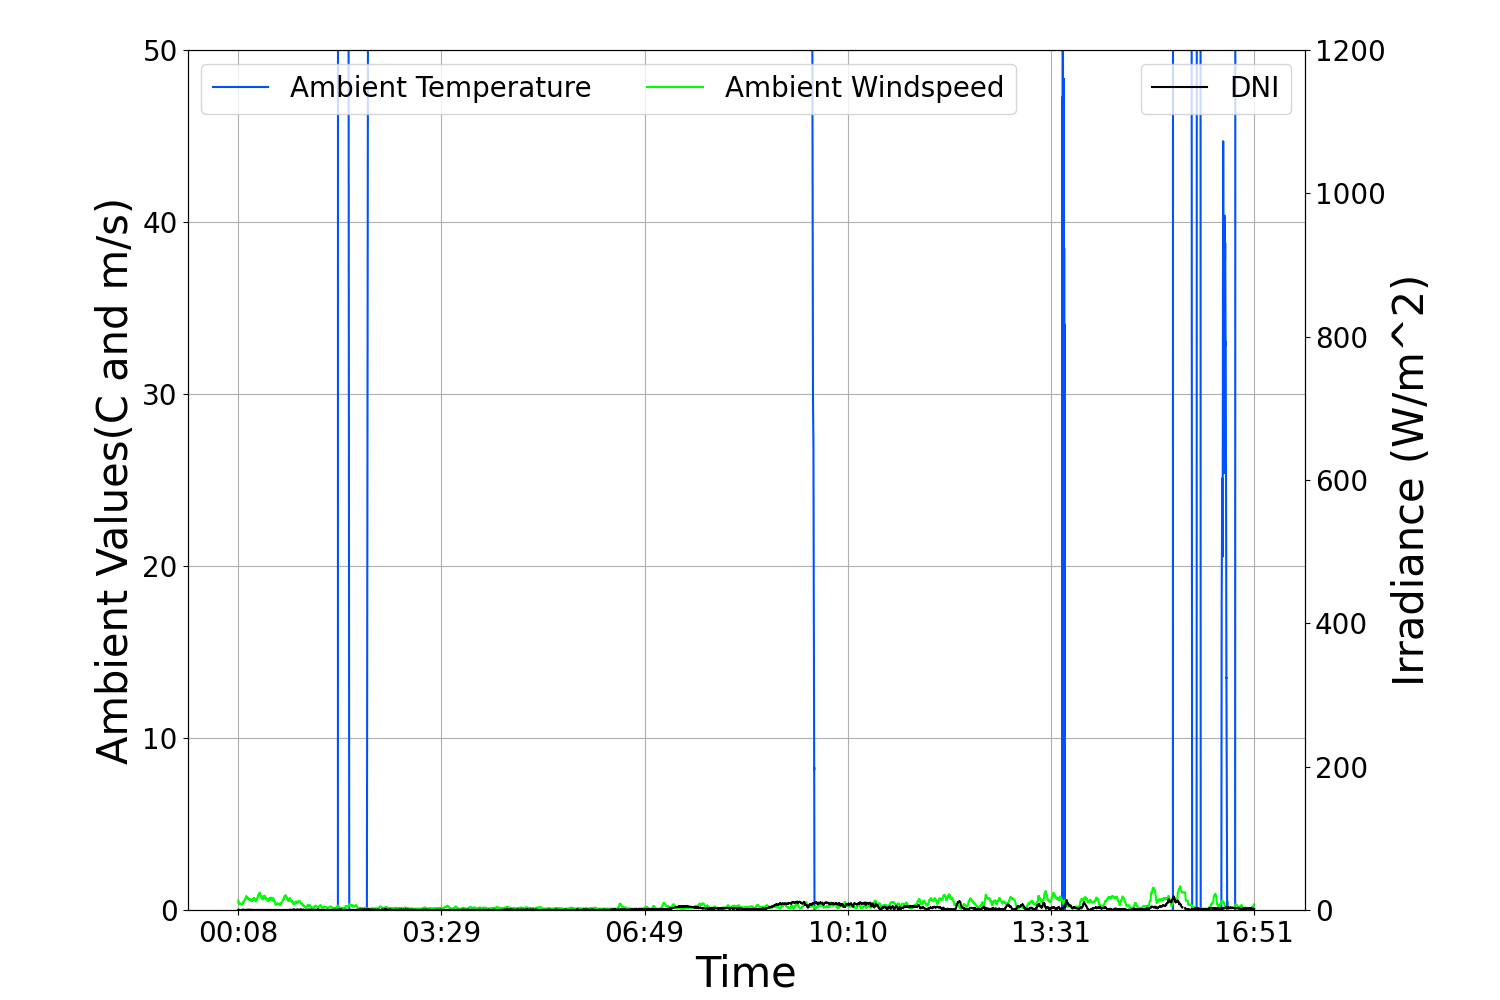 Ambient Temperature Ambient Windspeed DNI
50
40
30
20
10
0
Ambient Values(C and m/s)
1200
1000
800
600
400
200
0
Irradiance (W/m^2)
00:08 03:29 06:49 10:10 13:31 16:51
Time